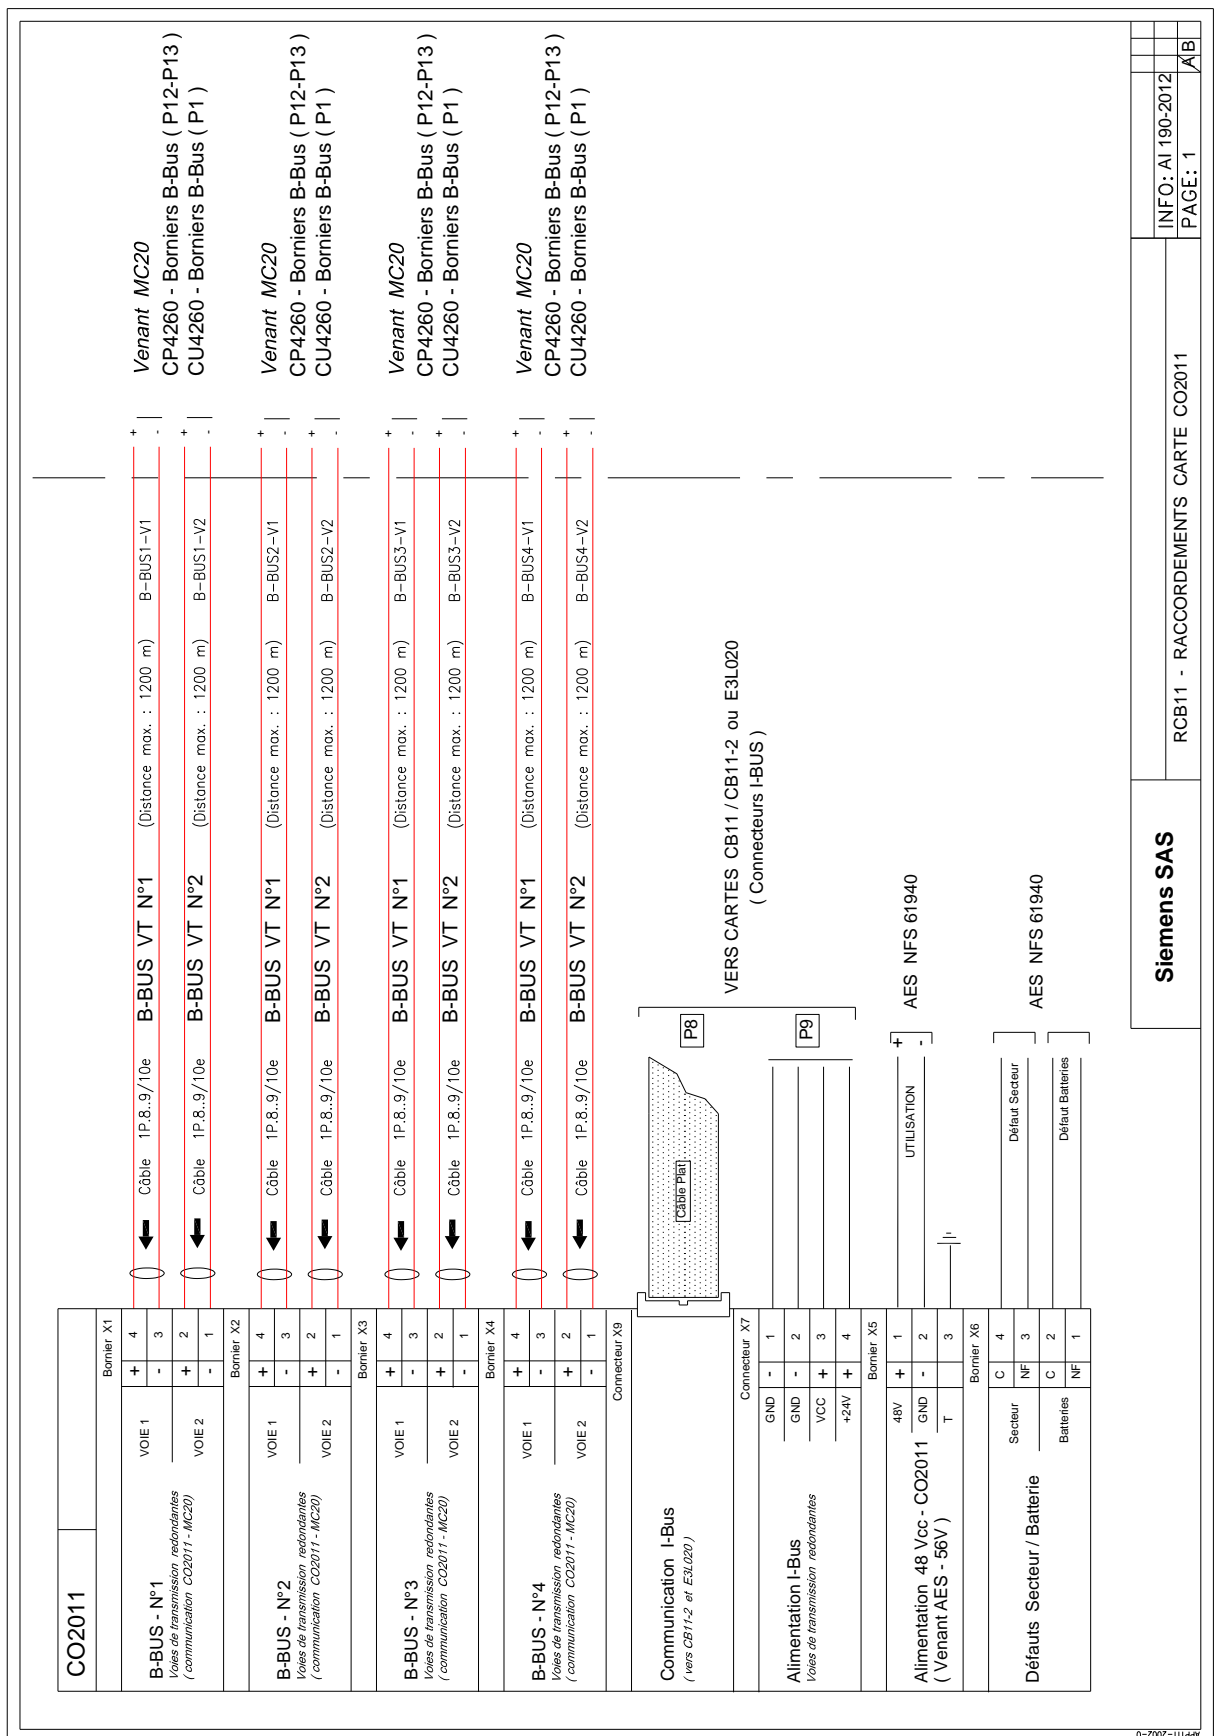 CO2011
Bornier X1
B-BUS - N°1
Voies de transmission redondantes
( communication CO2011 - MC20)
VOIE 1
VOIE 2
+ 4
- 3
+ 2
- 1
Câble 1P.8..9/10e B-BUS VT N°1 (Distance max. : 1200 m) B-BUS1-V1
Câble 1P.8..9/10e B-BUS VT N°2 (Distance max. : 1200 m) B-BUS1-V2
+
-
+
-
Venant MC20
CP4260 - Borniers B-Bus ( P12-P13 )
CU4260 - Borniers B-Bus ( P1 )
Bornier X2
B-BUS - N°2
Voies de transmission redondantes
( communication CO2011 - MC20)
VOIE 1
VOIE 2
+ 4
- 3
+ 2
- 1
Câble 1P.8..9/10e B-BUS VT N°1 (Distance max. : 1200 m) B-BUS2-V1
Câble 1P.8..9/10e B-BUS VT N°2 (Distance max. : 1200 m) B-BUS2-V2
+
-
+
-
Venant MC20
CP4260 - Borniers B-Bus ( P12-P13 )
CU4260 - Borniers B-Bus ( P1 )
Bornier X3
B-BUS - N°3
Voies de transmission redondantes
( communication CO2011 - MC20)
VOIE 1
VOIE 2
+ 4
- 3
+ 2
- 1
Câble 1P.8..9/10e B-BUS VT N°1 (Distance max. : 1200 m) B-BUS3-V1
Câble 1P.8..9/10e B-BUS VT N°2 (Distance max. : 1200 m) B-BUS3-V2
+
-
+
-
Venant MC20
CP4260 - Borniers B-Bus ( P12-P13 )
CU4260 - Borniers B-Bus ( P1 )
Bornier X4
B-BUS - N°4
Voies de transmission redondantes
( communication CO2011 - MC20)
VOIE 1
VOIE 2
+ 4
- 3
+ 2
- 1
Câble 1P.8..9/10e B-BUS VT N°1 (Distance max. : 1200 m) B-BUS4-V1
Câble 1P.8..9/10e B-BUS VT N°2 (Distance max. : 1200 m) B-BUS4-V2
+
-
+
-
Venant MC20
CP4260 - Borniers B-Bus ( P12-P13 )
CU4260 - Borniers B-Bus ( P1 )
Connecteur X9
Communication I-Bus
( vers CB11-2 et E3L020 )
Câble Plat
P8
VERS CARTES CB11 / CB11-2 ou E3L020
( Connecteurs I-BUS )
Connecteur X7
Alimentation I-Bus
Voies de transmission redondantes
GND - 1
GND - 2
VCC + 3
+24V + 4
P9
Bornier X5
Alimentation 48 Vcc - CO2011
( Venant AES - 56V )
48V + 1
GND - 2
T 3
UTILISATION
+
-
AES NFS 61940
Bornier X6
Défauts Secteur / Batterie
Secteur
Batteries
C 4
NF 3
C 2
NF 1
Défaut Secteur
Défaut Batteries
AES NFS 61940
Siemens SAS
RCB11 - RACCORDEMENTS CARTE CO2011
INFO: AI 190-2012
PAGE: 1
A B